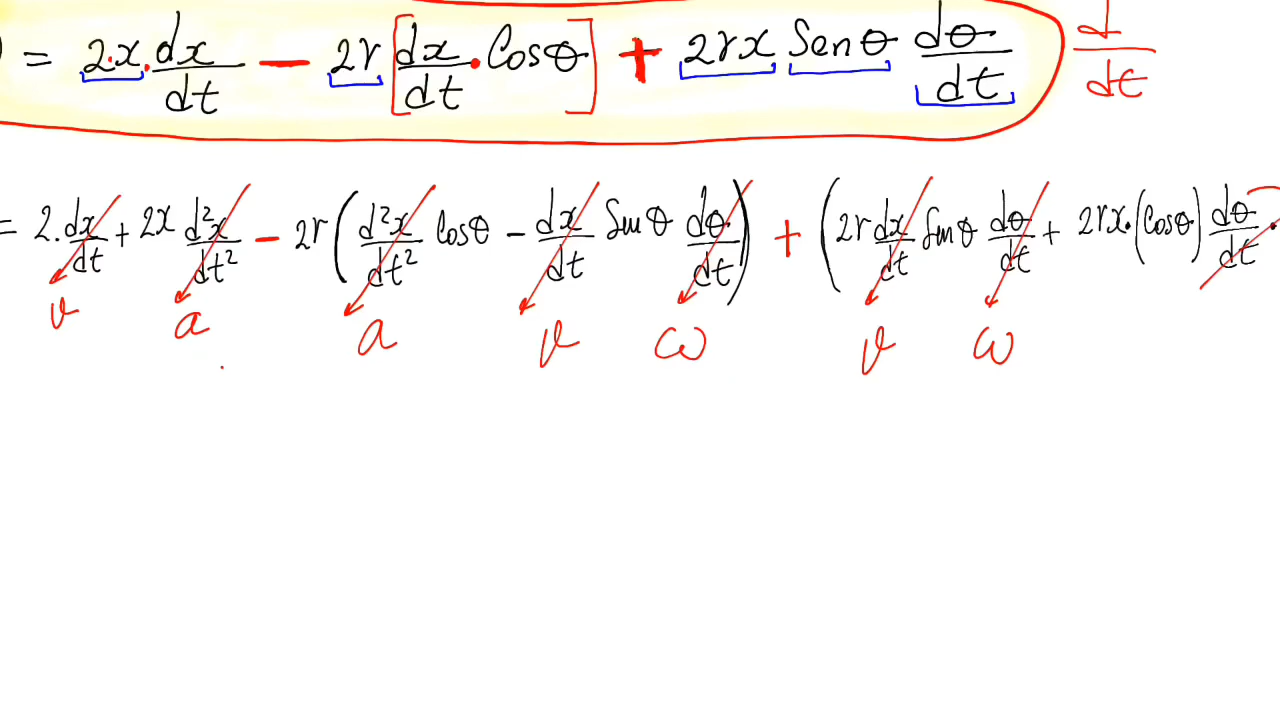 = 2.x.dx/dt − 2r[dx/dt . Cosθ] + 2rx Senθ dθ/dt d/dt
= 2.dx/dt + 2x d²x/dt² − 2r(d²x/dt² Cosθ − dx/dt Senθ dθ/dt) + (2r dx/dt Senθ dθ/dt + 2rx.(Cosθ) dθ/dt .
v a a v ω v ω